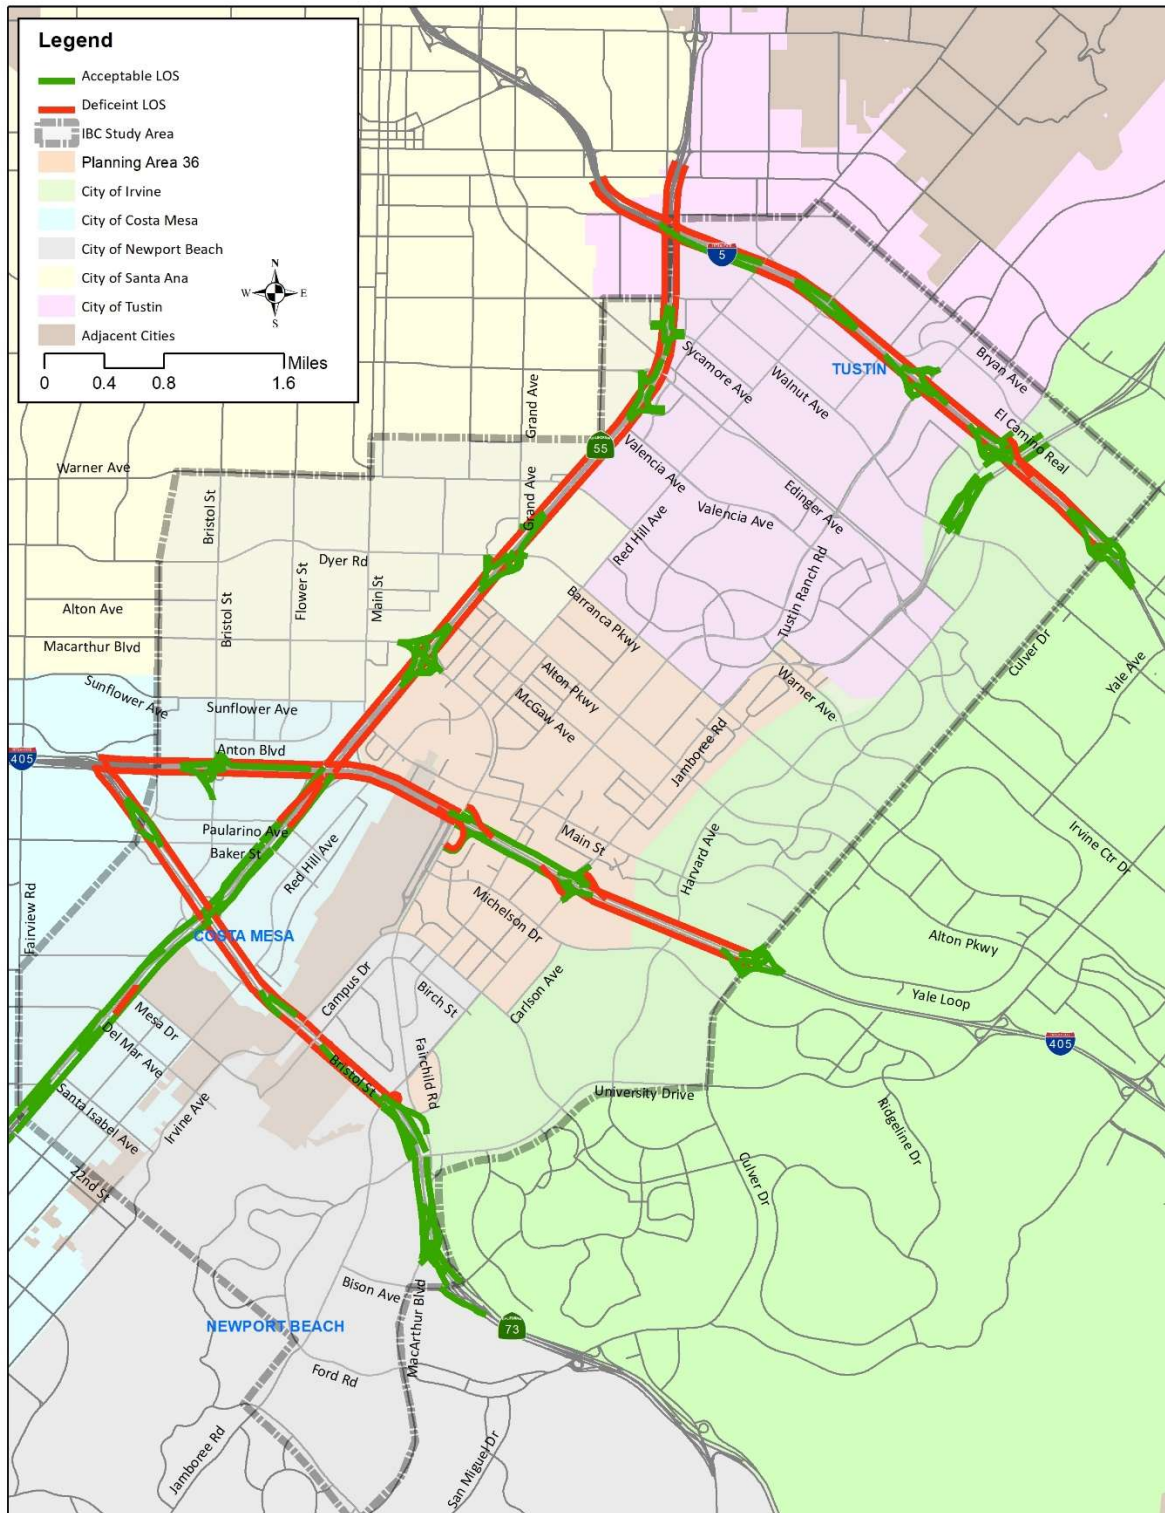 Legend
Acceptable LOS
Deficeint LOS
IBC Study Area
Planning Area 36
City of Irvine
City of Costa Mesa
City of Newport Beach
City of Santa Ana
City of Tustin
Adjacent Cities
N
W E
S
Miles
0 0.4 0.8 1.6
5
Sycamore Ave
Walnut Ave
TUSTIN
Bryan Ave
El Camino Real
Grand Ave
55
Warner Ave
Valencia Ave
Edinger Ave
Bristol St
Grand Ave
Valencia Ave
Red Hill Ave
Dyer Rd
Flower St
Main St
Tustin Ranch Rd
Barranca Pkwy
Alton Ave
Bristol St
Macarthur Blvd
Culver Dr
Yale Ave
Alton Pkwy
Warner Ave
Sunflower Ave
Sunflower Ave
McGaw Ave
Jamboree Rd
405
Anton Blvd
Paularino Ave
Baker St
Red Hill Ave
Main St
Harvard Ave
Irvine Ctr Dr
Fairview Rd
Michelson Dr
COSTA MESA
Alton Pkwy
Campus Dr
Birch St
Carlson Ave
Yale Loop
Mesa Dr
Del Mar Ave
405
Bristol St
Fairchild Rd
Santa Isabel Ave
Irvine Ave
University Drive
Ridgeline Dr
22nd St
Culver Dr
Bison Ave
MacArthur Blvd
NEWPORT BEACH
73
Ford Rd
Jamboree Rd
San Miguel Dr